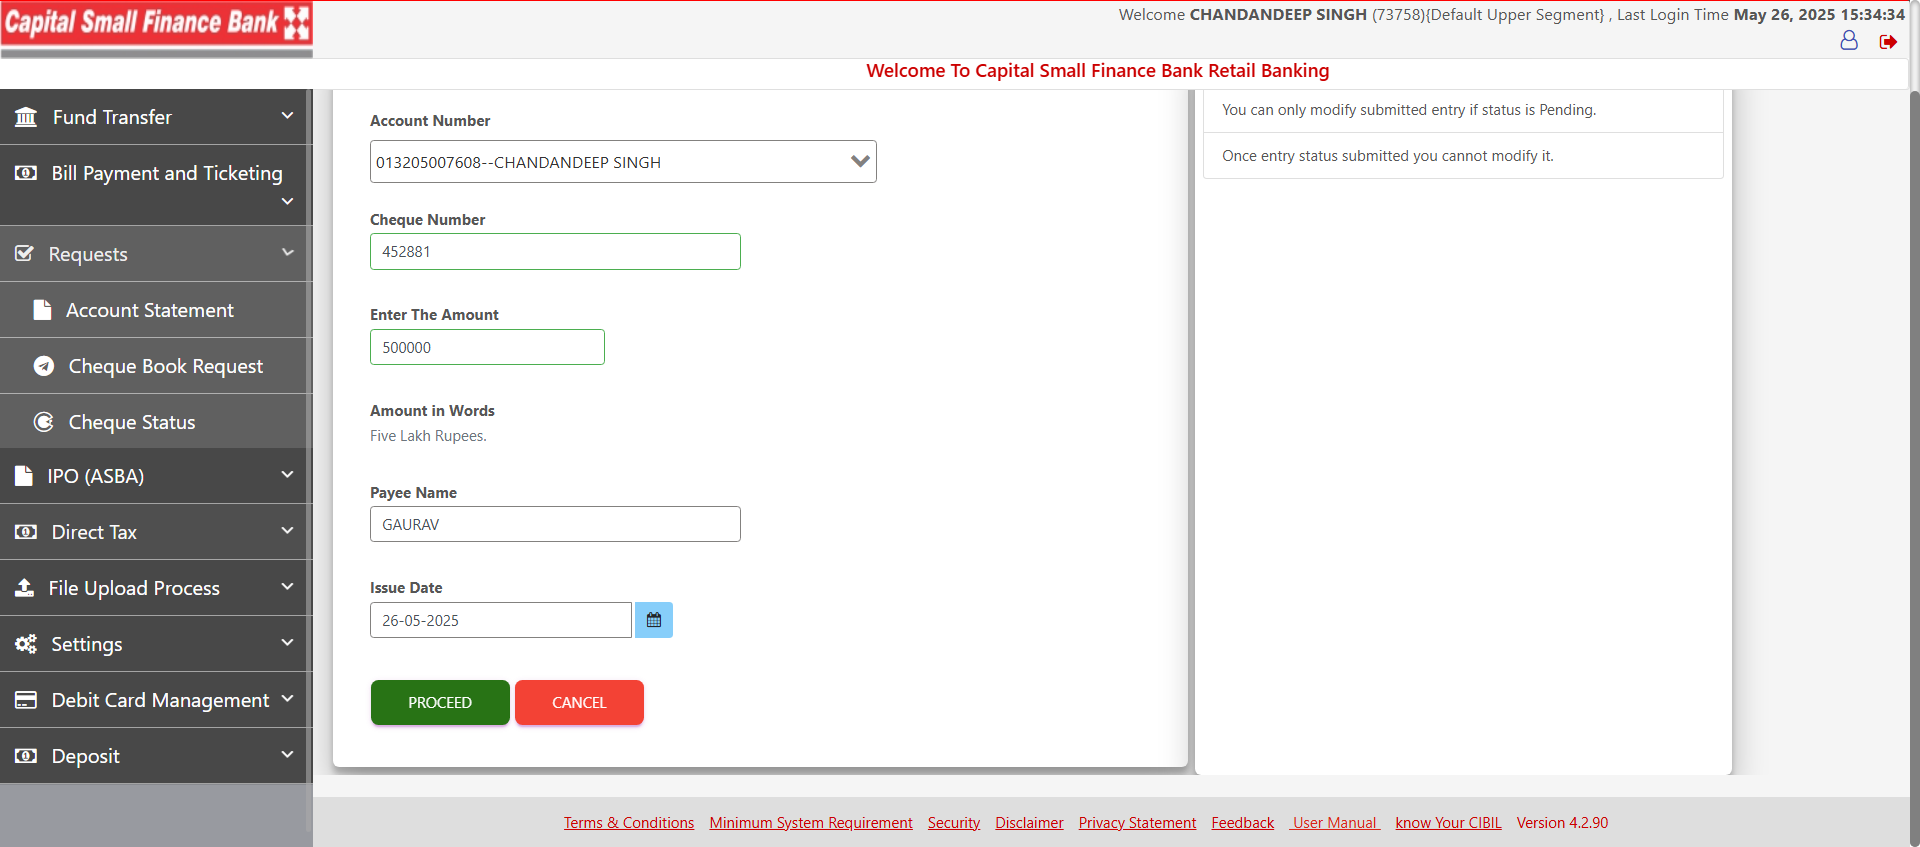 Capital Small Finance Bank
Welcome CHANDANDEEP SINGH (73758){Default Upper Segment} , Last Login Time May 26, 2025 15:34:34
Welcome To Capital Small Finance Bank Retail Banking
Fund Transfer
Bill Payment and Ticketing
Requests
Account Statement
Cheque Book Request
Cheque Status
IPO (ASBA)
Direct Tax
File Upload Process
Settings
Debit Card Management
Deposit
Account Number
013205007608--CHANDANDEEP SINGH
Cheque Number
452881
Enter The Amount
500000
Amount in Words
Five Lakh Rupees.
Payee Name
GAURAV
Issue Date
26-05-2025
PROCEED CANCEL
You can only modify submitted entry if status is Pending.
Once entry status submitted you cannot modify it.
Terms & Conditions Minimum System Requirement Security Disclaimer Privacy Statement Feedback User Manual know Your CIBIL Version 4.2.90